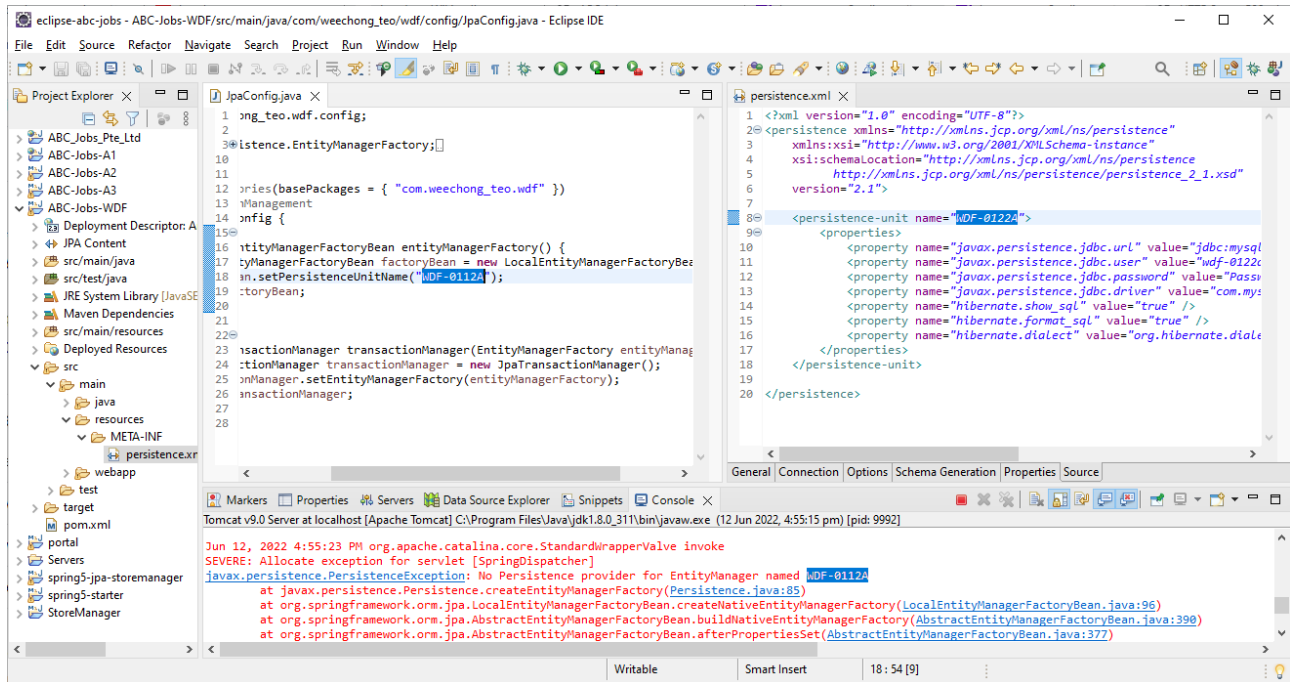 eclipse-abc-jobs - ABC-Jobs-WDF/src/main/java/com/weechong_teo/wdf/config/JpaConfig.java - Eclipse IDE
File Edit Source Refactor Navigate Search Project Run Window Help
Project Explorer
ABC_Jobs_Pte_Ltd
ABC-Jobs-A1
ABC-Jobs-A2
ABC-Jobs-A3
ABC-Jobs-WDF
Deployment Descriptor: A
JPA Content
src/main/java
src/test/java
JRE System Library [JavaSE
Maven Dependencies
src/main/resources
Deployed Resources
src
main
java
resources
META-INF
persistence.xr
webapp
test
target
pom.xml
portal
Servers
spring5-jpa-storemanager
spring5-starter
StoreManager
JpaConfig.java
1 ong_teo.wdf.config;
2
3 istence.EntityManagerFactory;
10
11
12 ories(basePackages = { "com.weechong_teo.wdf" })
13 nManagement
14 onfig {
15
16 ntityManagerFactoryBean entityManagerFactory() {
17 tyManagerFactoryBean factoryBean = new LocalEntityManagerFactoryBea
18 an.setPersistenceUnitName("WDF-0112A");
19 ctoryBean;
20
21
22
23 nsactionManager transactionManager(EntityManagerFactory entityManag
24 ctionManager transactionManager = new JpaTransactionManager();
25 onManager.setEntityManagerFactory(entityManagerFactory);
26 ansactionManager;
27
28
persistence.xml
1 <?xml version="1.0" encoding="UTF-8"?>
2 <persistence xmlns="http://xmlns.jcp.org/xml/ns/persistence"
3 xmlns:xsi="http://www.w3.org/2001/XMLSchema-instance"
4 xsi:schemaLocation="http://xmlns.jcp.org/xml/ns/persistence
5 http://xmlns.jcp.org/xml/ns/persistence/persistence_2_1.xsd"
6 version="2.1">
7
8 <persistence-unit name="WDF-0122A">
9 <properties>
10 <property name="javax.persistence.jdbc.url" value="jdbc:mysql
11 <property name="javax.persistence.jdbc.user" value="wdf-0122a
12 <property name="javax.persistence.jdbc.password" value="Passw
13 <property name="javax.persistence.jdbc.driver" value="com.mys
14 <property name="hibernate.show_sql" value="true" />
15 <property name="hibernate.format_sql" value="true" />
16 <property name="hibernate.dialect" value="org.hibernate.diale
17 </properties>
18 </persistence-unit>
19
20 </persistence>
General Connection Options Schema Generation Properties Source
Markers Properties Servers Data Source Explorer Snippets Console
Tomcat v9.0 Server at localhost [Apache Tomcat] C:\Program Files\Java\jdk1.8.0_311\bin\javaw.exe (12 Jun 2022, 4:55:15 pm) [pid: 9992]
Jun 12, 2022 4:55:23 PM org.apache.catalina.core.StandardWrapperValve invoke
SEVERE: Allocate exception for servlet [SpringDispatcher]
javax.persistence.PersistenceException: No Persistence provider for EntityManager named WDF-0112A
at javax.persistence.Persistence.createEntityManagerFactory(Persistence.java:85)
at org.springframework.orm.jpa.LocalEntityManagerFactoryBean.createNativeEntityManagerFactory(LocalEntityManagerFactoryBean.java:96)
at org.springframework.orm.jpa.AbstractEntityManagerFactoryBean.buildNativeEntityManagerFactory(AbstractEntityManagerFactoryBean.java:390)
at org.springframework.orm.jpa.AbstractEntityManagerFactoryBean.afterPropertiesSet(AbstractEntityManagerFactoryBean.java:377)
Writable Smart Insert 18 : 54 [9]